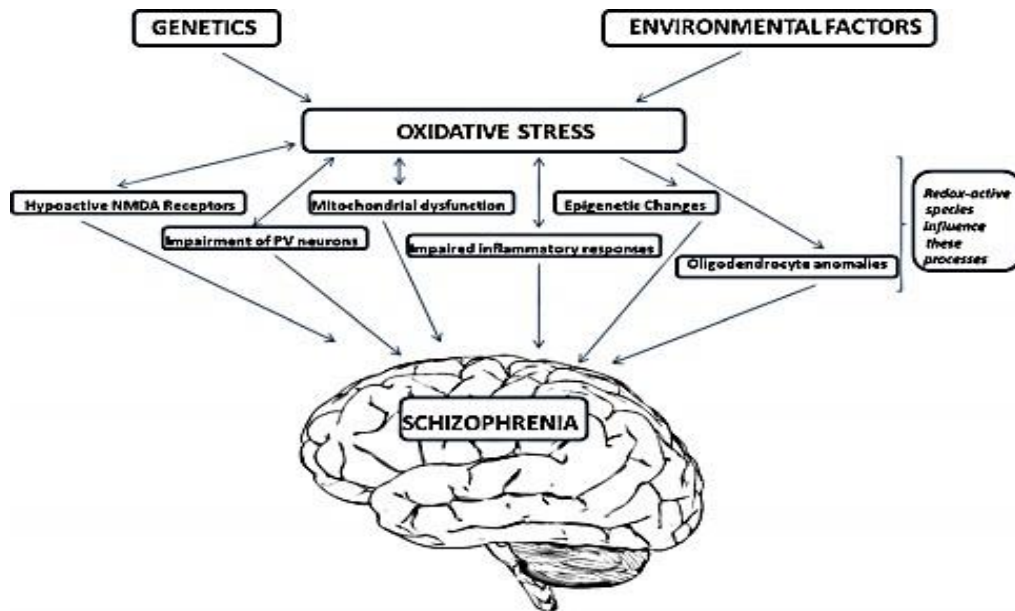 GENETICS
ENVIRONMENTAL FACTORS
OXIDATIVE STRESS
Hypoactive NMDA Receptors
Mitochondrial dysfunction
Epigenetic Changes
Impairment of PV neurons
Impaired inflammatory responses
Oligodendrocyte anomalies
Redox-active
species
influence
these
processes
SCHIZOPHRENIA